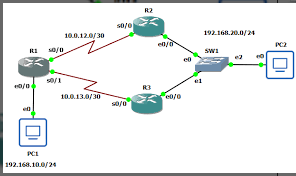 R2
s0/0
192.168.20.0/24
10.0.12.0/30
e0/0
SW1
PC2
R1
s0/0
e0
e2
e0
s0/1
e1
e0/0
10.0.13.0/30
R3
e0/0
s0/0
e0
PC1
192.168.10.0/24